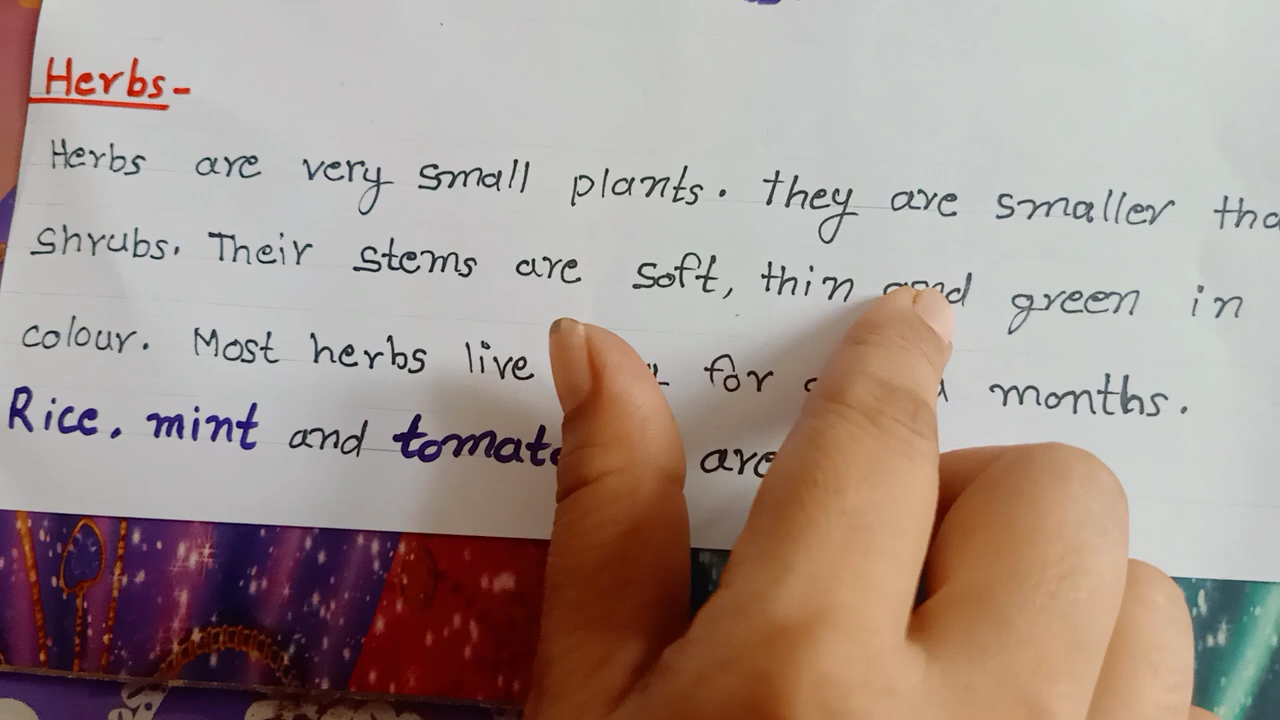 Herbs-
Herbs are very small plants. they are smaller
shrubs. Their stems are soft, thin and green in
colour. Most herbs live for months.
Rice, mint and are